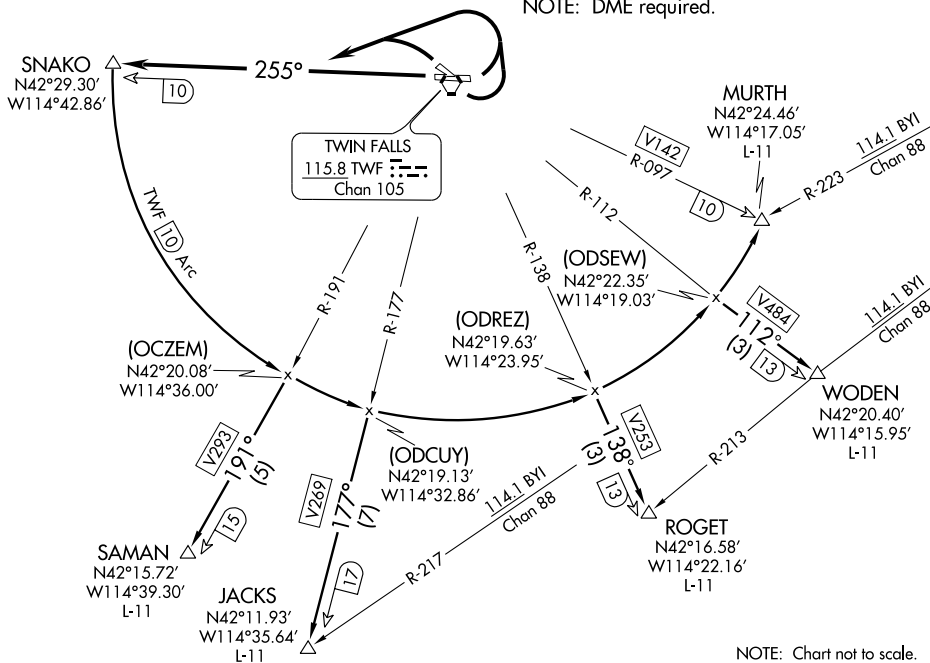 NOTE: DME required.
SNAKO
N42°29.30'
W114°42.86'
255°
10
TWIN FALLS
115.8 TWF
Chan 105
MURTH
N42°24.46'
W114°17.05'
L-11
V142
R-097
10
114.1 BYI
Chan 88
R-223
R-112
R-138
TWF 10 Arc
R-191
R-177
(ODSEW)
N42°22.35'
W114°19.03'
(ODREZ)
N42°19.63'
W114°23.95'
(OCZEM)
N42°20.08'
W114°36.00'
V484
112°
(3)
13
114.1 BYI
Chan 88
WODEN
N42°20.40'
W114°15.95'
L-11
R-213
V293
191°
(5)
15
(ODCUY)
N42°19.13'
W114°32.86'
V269
177°
(7)
17
114.1 BYI
Chan 88
R-217
V253
138°
(3)
13
ROGET
N42°16.58'
W114°22.16'
L-11
SAMAN
N42°15.72'
W114°39.30'
L-11
JACKS
N42°11.93'
W114°35.64'
L-11
NOTE: Chart not to scale.